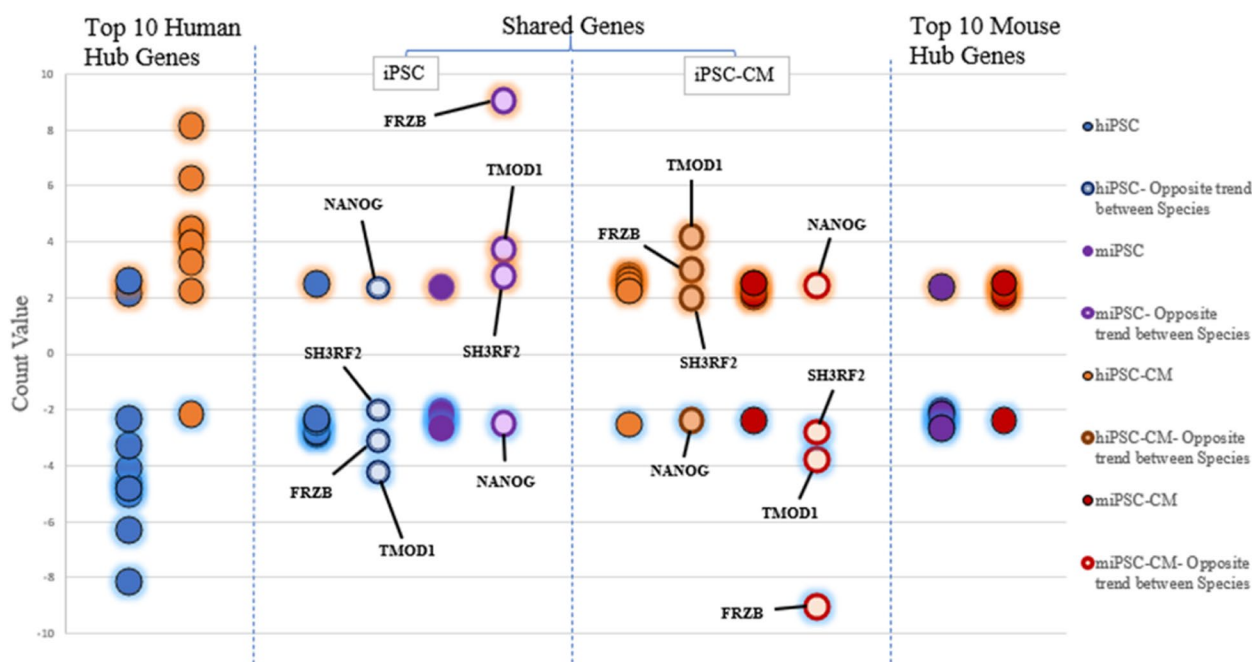 Top 10 Human
Hub Genes
Shared Genes
Top 10 Mouse
Hub Genes
iPSC
iPSC-CM
Count Value
10
8
6
4
2
0
-2
-4
-6
-8
-10
FRZB
TMOD1
NANOG
SH3RF2
SH3RF2
FRZB
TMOD1
NANOG
TMOD1
FRZB
NANOG
SH3RF2
SH3RF2
NANOG
TMOD1
FRZB
hiPSC
hiPSC- Opposite trend
between Species
miPSC
miPSC- Opposite
trend between Species
hiPSC-CM
hiPSC-CM- Opposite
trend between Species
miPSC-CM
miPSC-CM- Opposite
trend between Species